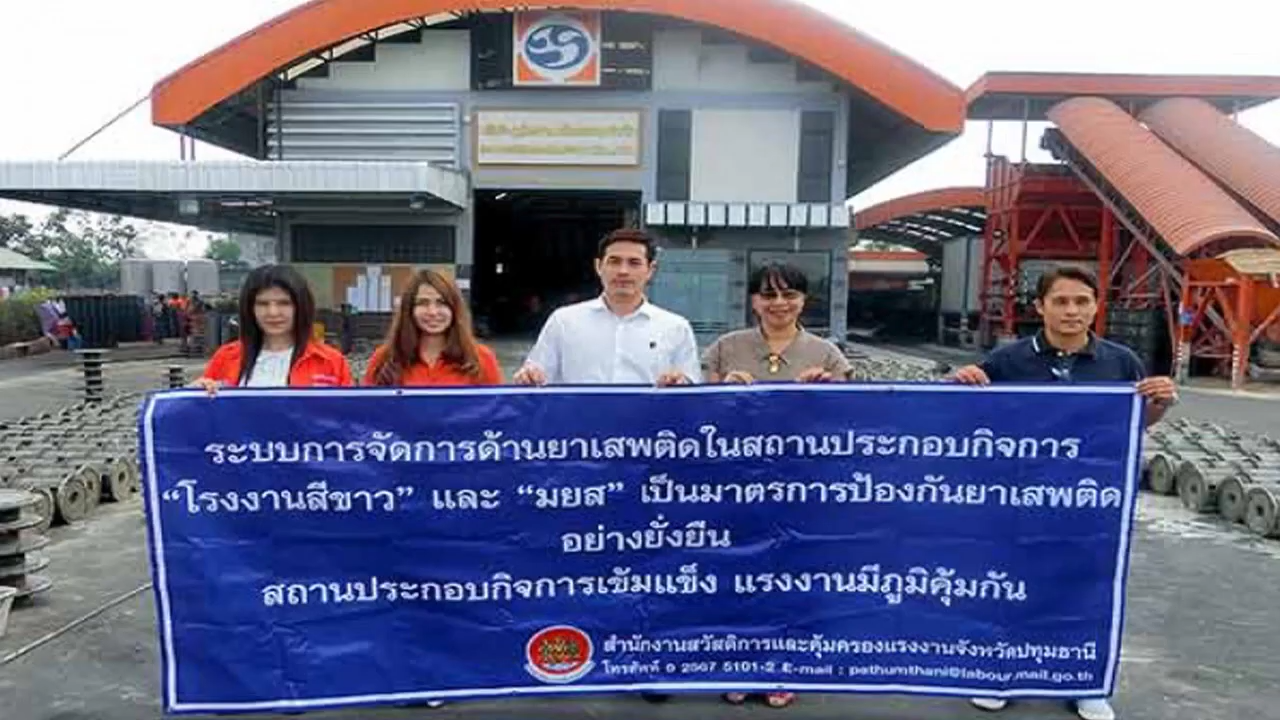 ระบบการจัดการด้านยาเสพติดในสถานประกอบกิจการ
“โรงงานสีขาว” และ “มยส” เป็นมาตรการป้องกันยาเสพติด
อย่างยั่งยืน
สถานประกอบกิจการเข้มแข็ง แรงงานมีภูมิคุ้มกัน
สำนักงานสวัสดิการและคุ้มครองแรงงานจังหวัดปทุมธานี
โทรศัพท์ 0 2567 5101-2 E-mail : pathumthani@labour.mail.go.th